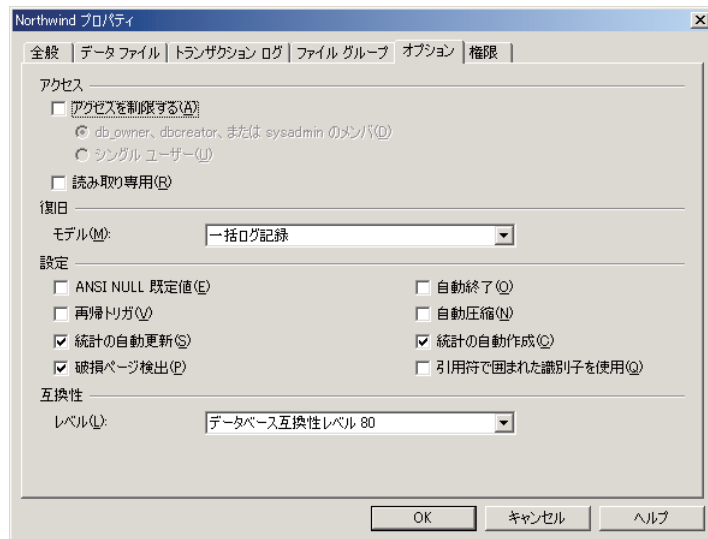 Northwind プロパティ
全般 データ ファイル トランザクション ログ ファイル グループ オプション 権限
アクセス
アクセスを制限する(A)
db_owner、dbcreator、または sysadmin のメンバ(D)
シングル ユーザー(U)
読み取り専用(R)
復旧
モデル(M): 一括ログ記録
設定
ANSI NULL 既定値(E) 自動終了(O)
再帰トリガ(V) 自動圧縮(N)
統計の自動更新(S) 統計の自動作成(C)
破損ページ検出(P) 引用符で囲まれた識別子を使用(Q)
互換性
レベル(L): データベース互換性レベル 80
OK キャンセル ヘルプ